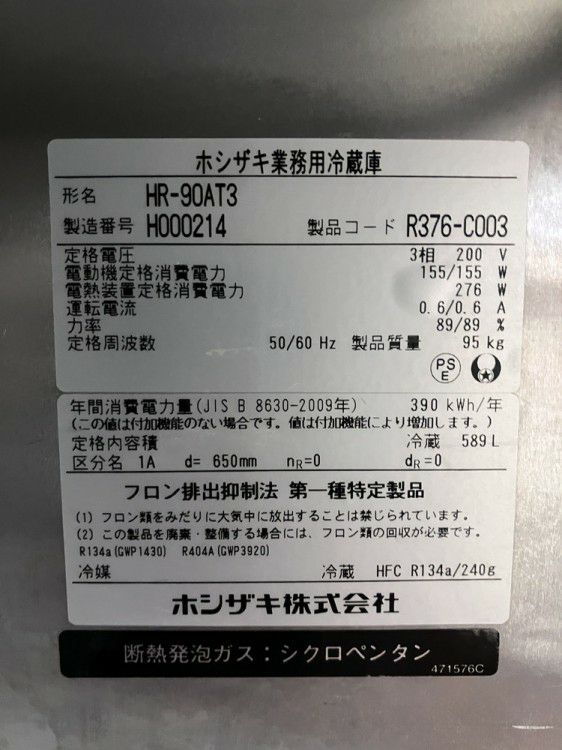 ホシザキ業務用冷蔵庫
形名 HR-90AT3
製造番号 H000214 製品コード R376-C003
定格電圧 3相 200 V
電動機定格消費電力 155/155 W
電熱装置定格消費電力 276 W
運転電流 0.6/0.6 A
力率 89/89 %
定格周波数 50/60 Hz 製品質量 95 kg
PS
E
年間消費電力量(JIS B 8630-2009年) 390 kWh/年
(この値は付加機能のない場合です。値は付加機能により増加します。)
定格内容積 冷蔵 589 L
区分名 1A d= 650mm nR=0 dR=0
フロン排出抑制法 第一種特定製品
(1) フロン類をみだりに大気中に放出することは禁じられています。
(2) この製品を廃棄・整備する場合には、フロン類の回収が必要です。
R134a(GWP1430) R404A(GWP3920)
冷媒 冷蔵 HFC R134a/240g
ホシザキ株式会社
断熱発泡ガス:シクロペンタン
471576C